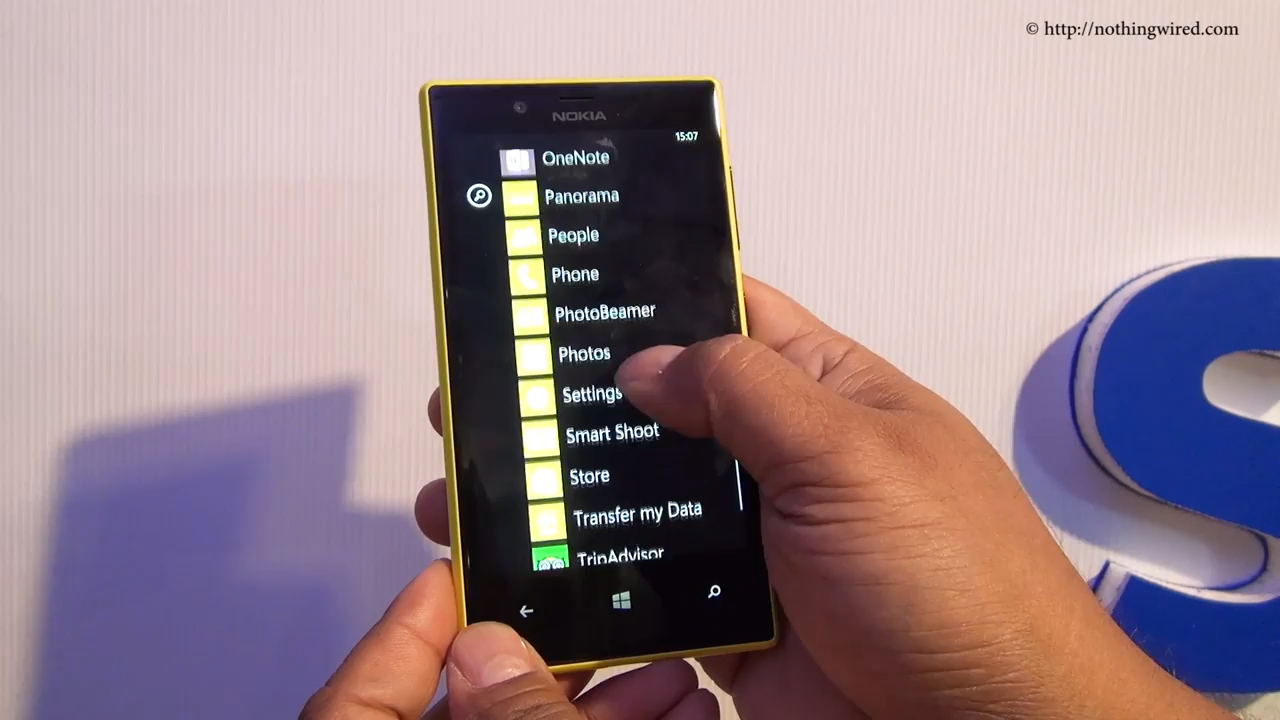 © http://nothingwired.com
NOKIA
15:07
OneNote
Panorama
People
Phone
PhotoBeamer
Photos
Settings
Smart Shoot
Store
Transfer my Data
TripAdvisor
S